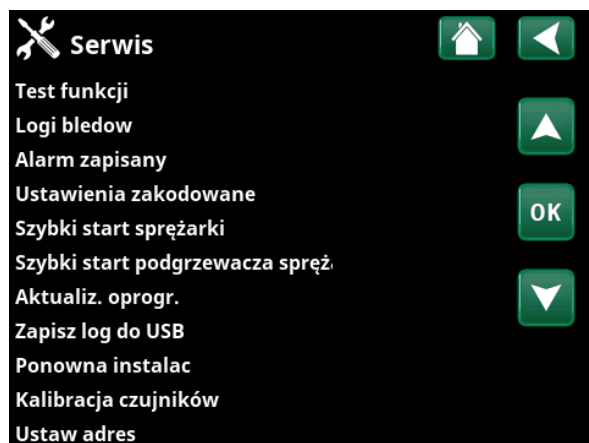 Serwis
Test funkcji
Logi bledow
Alarm zapisany
Ustawienia zakodowane
Szybki start sprężarki
OK
Szybki start podgrzewacza spręż.
Aktualiz. oprogr.
Zapisz log do USB
Ponowna instalac
Kalibracja czujników
Ustaw adres